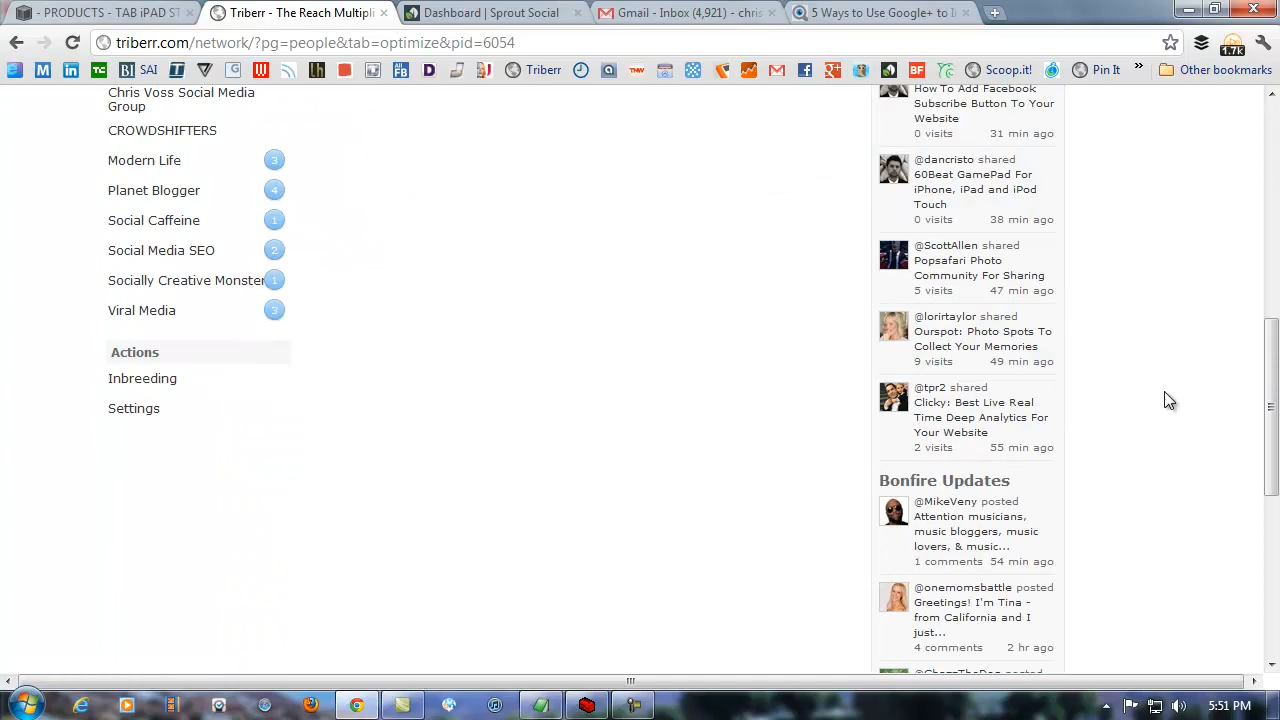 - PRODUCTS - TAB iPAD ST
Triberr - The Reach Multipli
Dashboard | Sprout Social
Gmail - Inbox (4,921) - chris
5 Ways to Use Google+ to I
triberr.com/network/?pg=people&tab=optimize&pid=6054
1.7k
SAI
Triberr
Scoop.it!
Pin It
»
Other bookmarks
Chris Voss Social Media
Group
CROWDSHIFTERS
Modern Life 3
Planet Blogger 4
Social Caffeine 1
Social Media SEO 2
Socially Creative Monster 1
Viral Media 3
Actions
Inbreeding
Settings
How To Add Facebook
Subscribe Button To Your
Website
0 visits 31 min ago
@dancristo shared
60Beat GamePad For
iPhone, iPad and iPod
Touch
0 visits 38 min ago
@ScottAllen shared
Popsafari Photo
Community For Sharing
5 visits 47 min ago
@lorirtaylor shared
Ourspot: Photo Spots To
Collect Your Memories
9 visits 49 min ago
@tpr2 shared
Clicky: Best Live Real
Time Deep Analytics For
Your Website
2 visits 55 min ago
Bonfire Updates
@MikeVeny posted
Attention musicians,
music bloggers, music
lovers, & music...
1 comments 54 min ago
@onemomsbattle posted
Greetings! I'm Tina -
from California and I
just...
4 comments 2 hr ago
5:51 PM